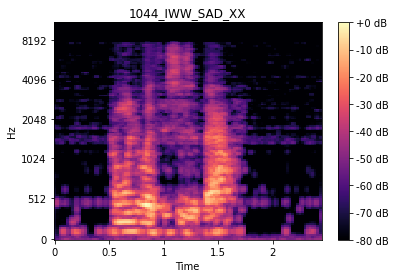 1044_IWW_SAD_XX
8192
4096
2048
1024
512
0
Hz
0
0.5
1
1.5
2
Time
+0 dB
-10 dB
-20 dB
-30 dB
-40 dB
-50 dB
-60 dB
-70 dB
-80 dB